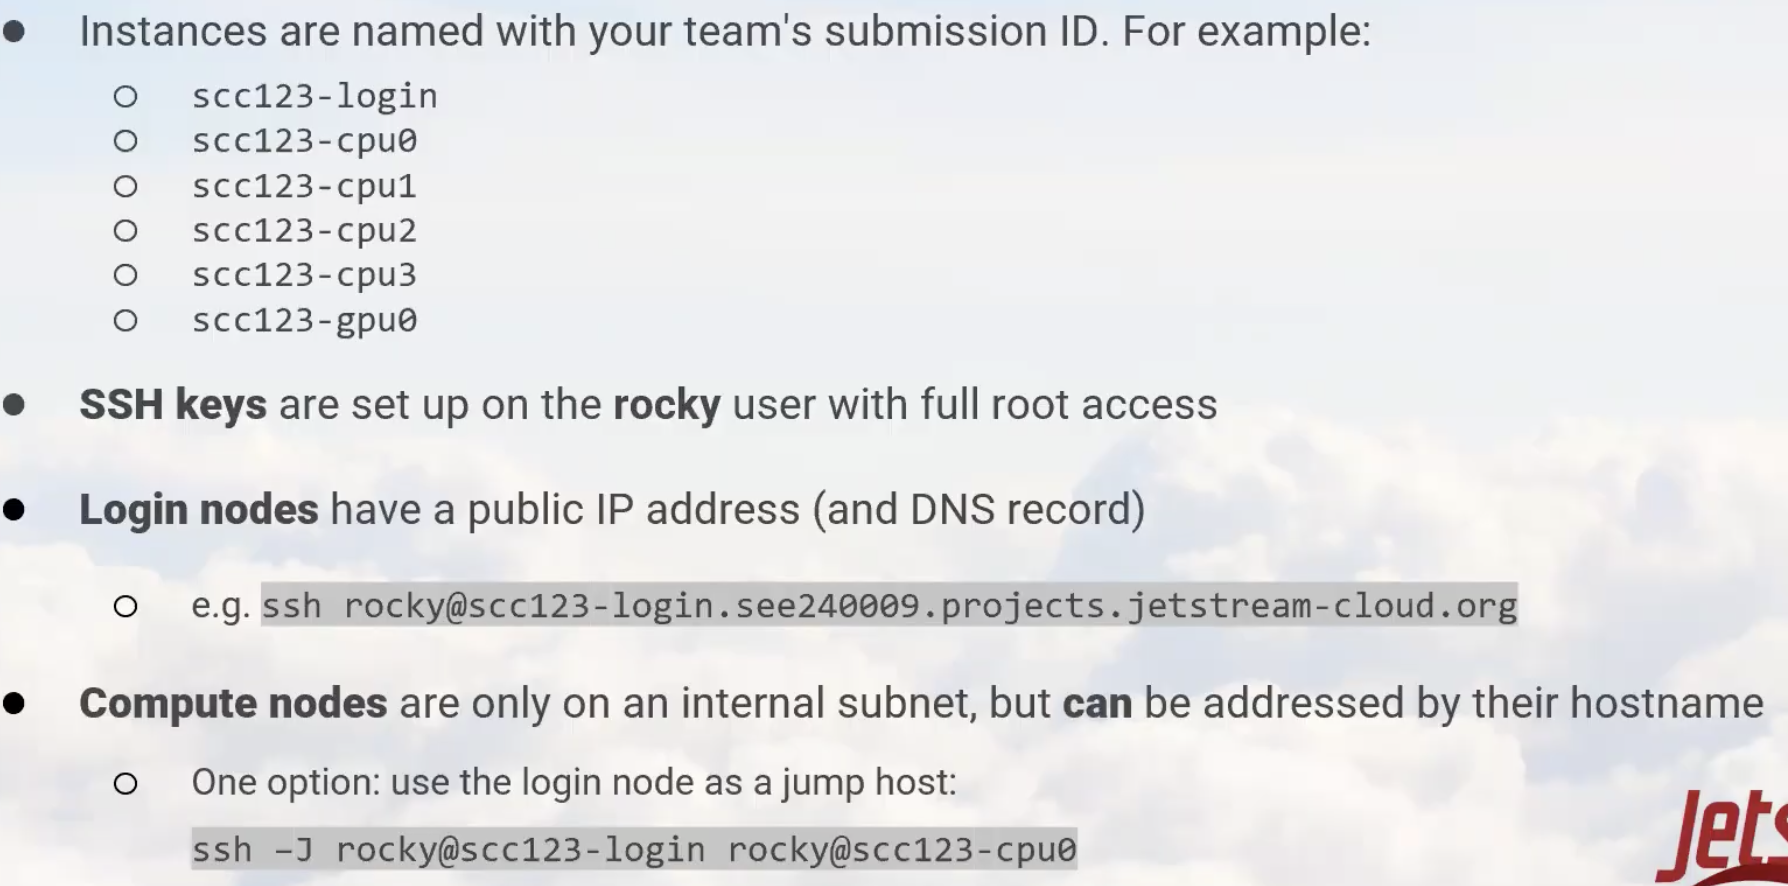 Instances are named with your team's submission ID. For example:
scc123-login
scc123-cpu0
scc123-cpu1
scc123-cpu2
scc123-cpu3
scc123-gpu0
SSH keys are set up on the rocky user with full root access
Login nodes have a public IP address (and DNS record)
e.g. ssh rocky@scc123-login.see240009.projects.jetstream-cloud.org
Compute nodes are only on an internal subnet, but can be addressed by their hostname
One option: use the login node as a jump host:
ssh –J rocky@scc123-login rocky@scc123-cpu0